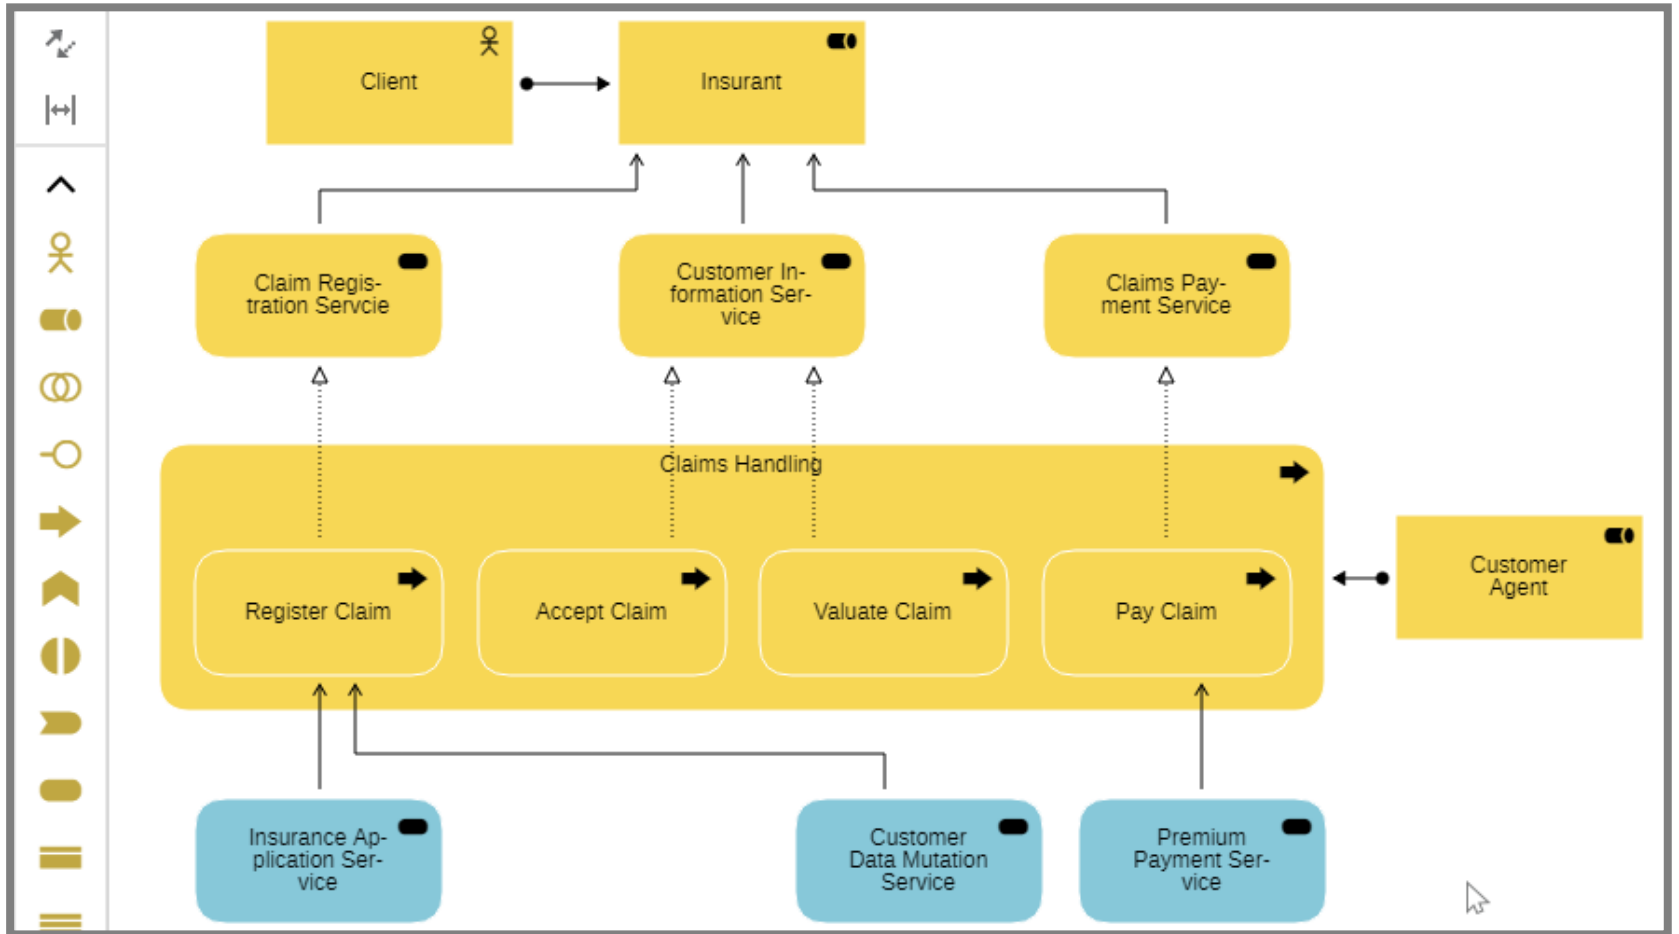 Client
Insurant
Claim Regis-
tration Servcie
Customer In-
formation Ser-
vice
Claims Pay-
ment Service
Claims Handling
Register Claim
Accept Claim
Valuate Claim
Pay Claim
Customer
Agent
Insurance Ap-
plication Ser-
vice
Customer
Data Mutation
Service
Premium
Payment Ser-
vice